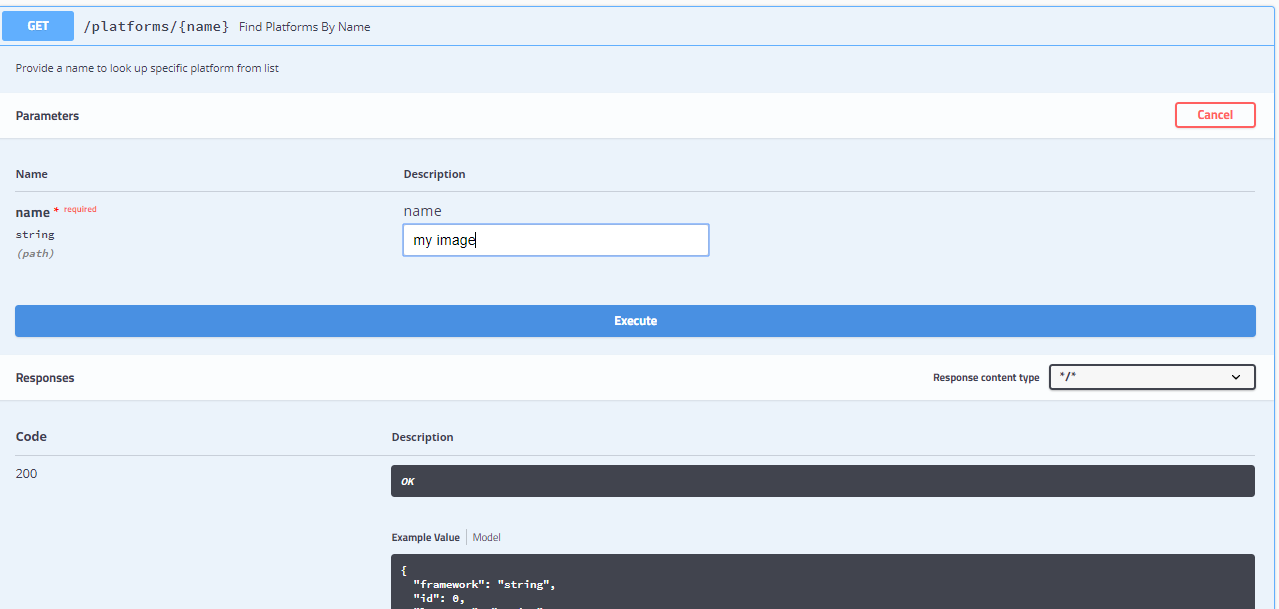 GET /platforms/{name} Find Platforms By Name
Provide a name to look up specific platform from list
Parameters Cancel
Name Description
name * required name
string my image
(path)
Execute
Responses Response content type */*
Code Description
200 OK
Example Value Model
{
"framework": "string",
"id": 0,